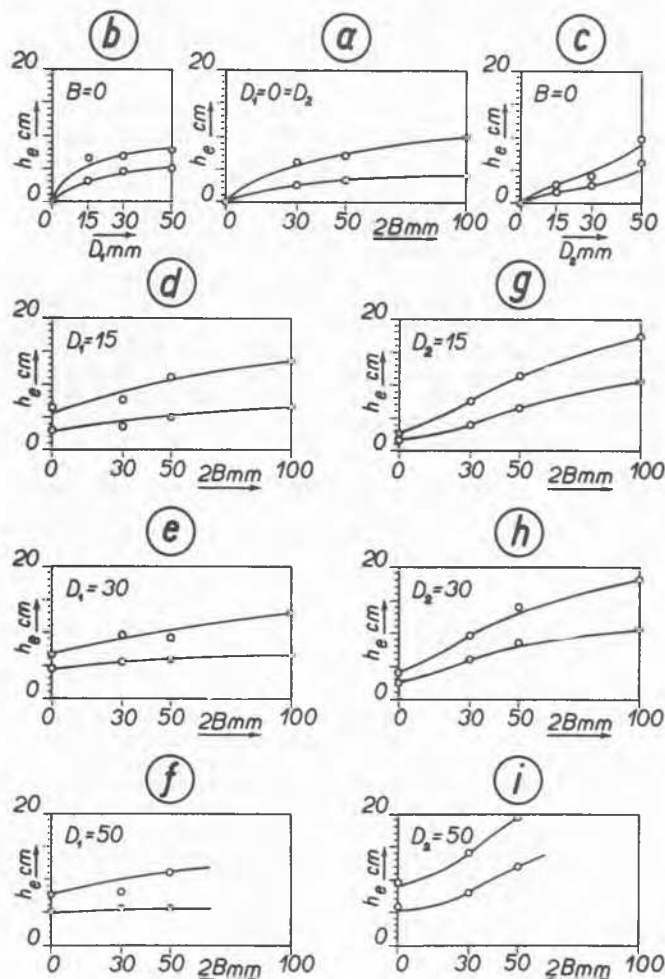 b a c
20 20 20
B=0 D₁=0=D₂ B=0
hₑ cm hₑ cm hₑ cm
0 0 0
15 30 50 0 30 50 100 0 15 30 50
D₁mm 2Bmm D₂mm
d g
20 20
D₁=15 D₂=15
hₑ cm hₑ cm
0 0
0 30 50 100 0 30 50 100
2Bmm 2Bmm
e h
20 20
D₁=30 D₂=30
hₑ cm hₑ cm
0 0
0 30 50 100 0 30 50 100
2Bmm 2Bmm
f i
20 20
D₁=50 D₂=50
hₑ cm hₑ cm
0 0
0 30 50 100 0 30 50 100
2Bmm 2Bmm